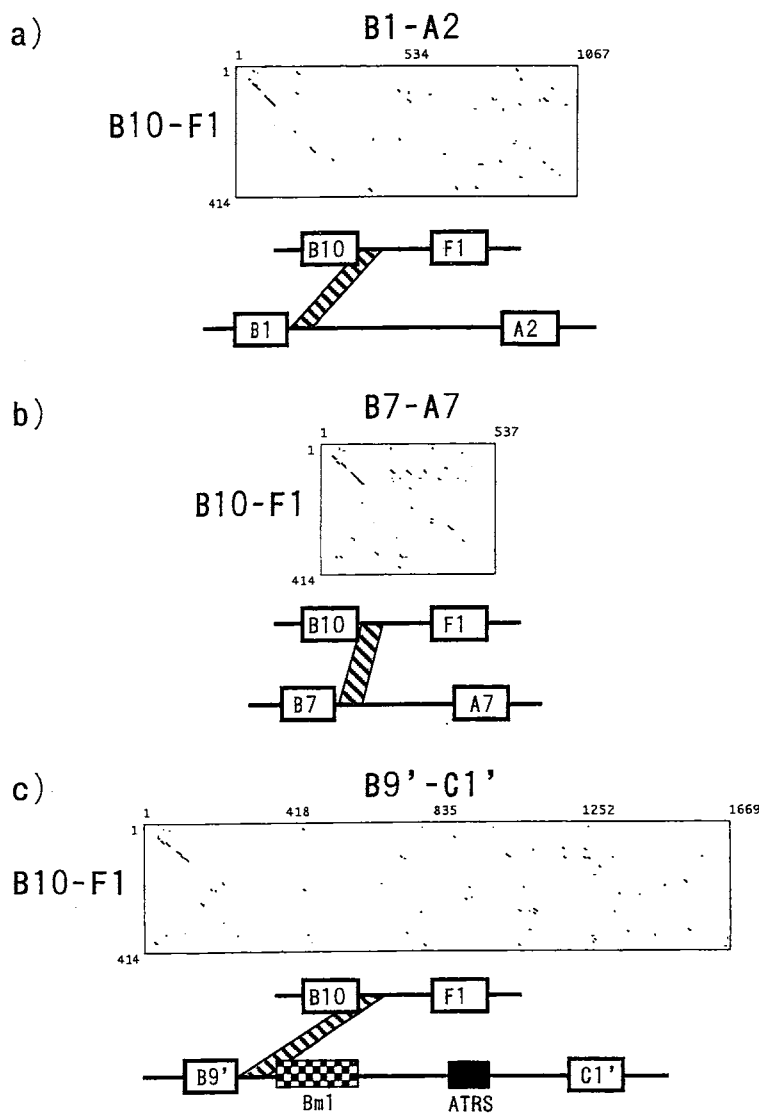 a)
B1-A2
1 534 1067
1
B10-F1
414
B10 F1
B1 A2
b)
B7-A7
1 537
1
B10-F1
414
B10 F1
B7 A7
c)
B9'-C1'
1 418 835 1252 1669
1
B10-F1
414
B10 F1
B9' C1'
Bm1 ATRS